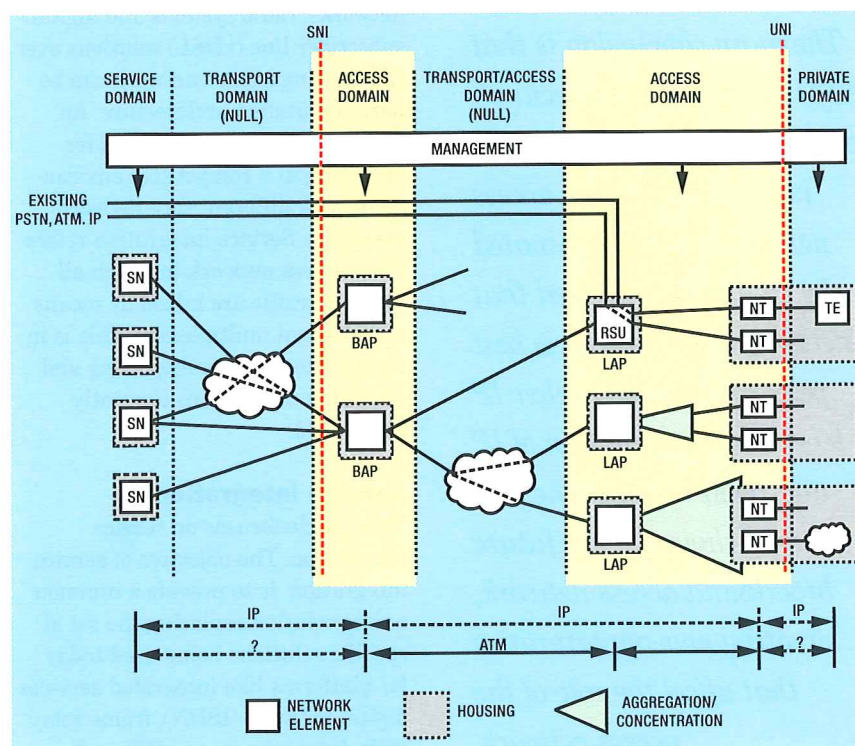 SNI
UNI
SERVICE DOMAIN
TRANSPORT DOMAIN (NULL)
ACCESS DOMAIN
TRANSPORT/ACCESS DOMAIN (NULL)
ACCESS DOMAIN
PRIVATE DOMAIN
MANAGEMENT
EXISTING
PSTN, ATM. IP
SN
BAP
RSU
LAP
NT
TE
NT
SN
SN
BAP
LAP
NT
NT
SN
LAP
NT
NT
IP
IP
IP
?
ATM
?
NETWORK ELEMENT
HOUSING
AGGREGATION/ CONCENTRATION